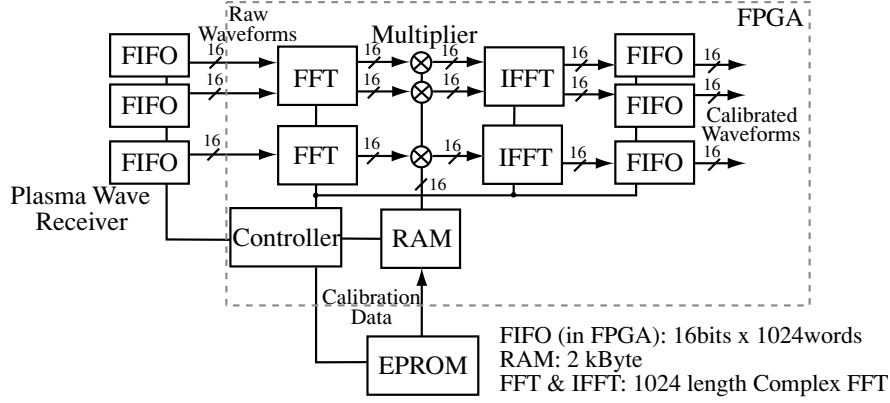 FPGA
Raw
Waveforms
Multiplier
FIFO
16
FFT
16
16
IFFT
16
FIFO
16
FIFO
16
16
16
16
FIFO
16
Calibrated
Waveforms
FIFO
16
FFT
16
16
IFFT
16
FIFO
16
16
Plasma Wave
Receiver
Controller
RAM
Calibration
Data
EPROM
FIFO (in FPGA): 16bits x 1024words
RAM: 2 kByte
FFT & IFFT: 1024 length Complex FFT